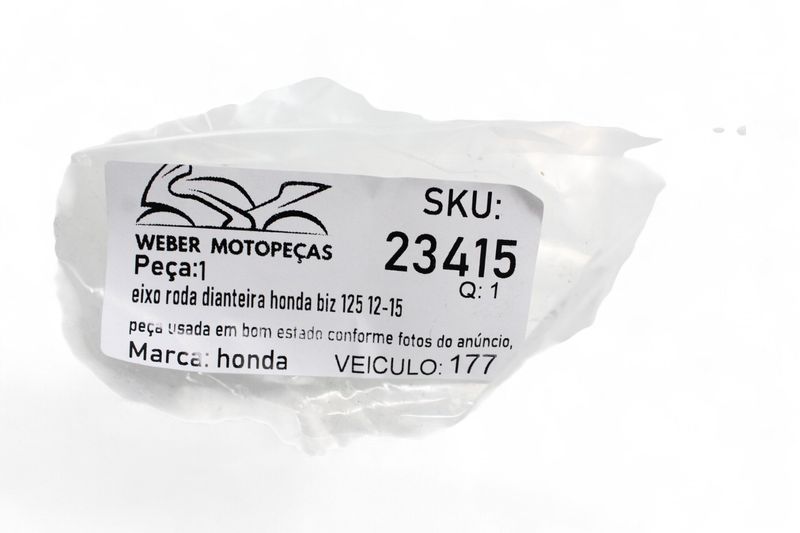 WEBER MOTOPEÇAS
SKU:
23415
Peça:1
Q: 1
eixo roda dianteira honda biz 125 12-15
peça usada em bom estado conforme fotos do anúncio,
Marca: honda
VEICULO: 177